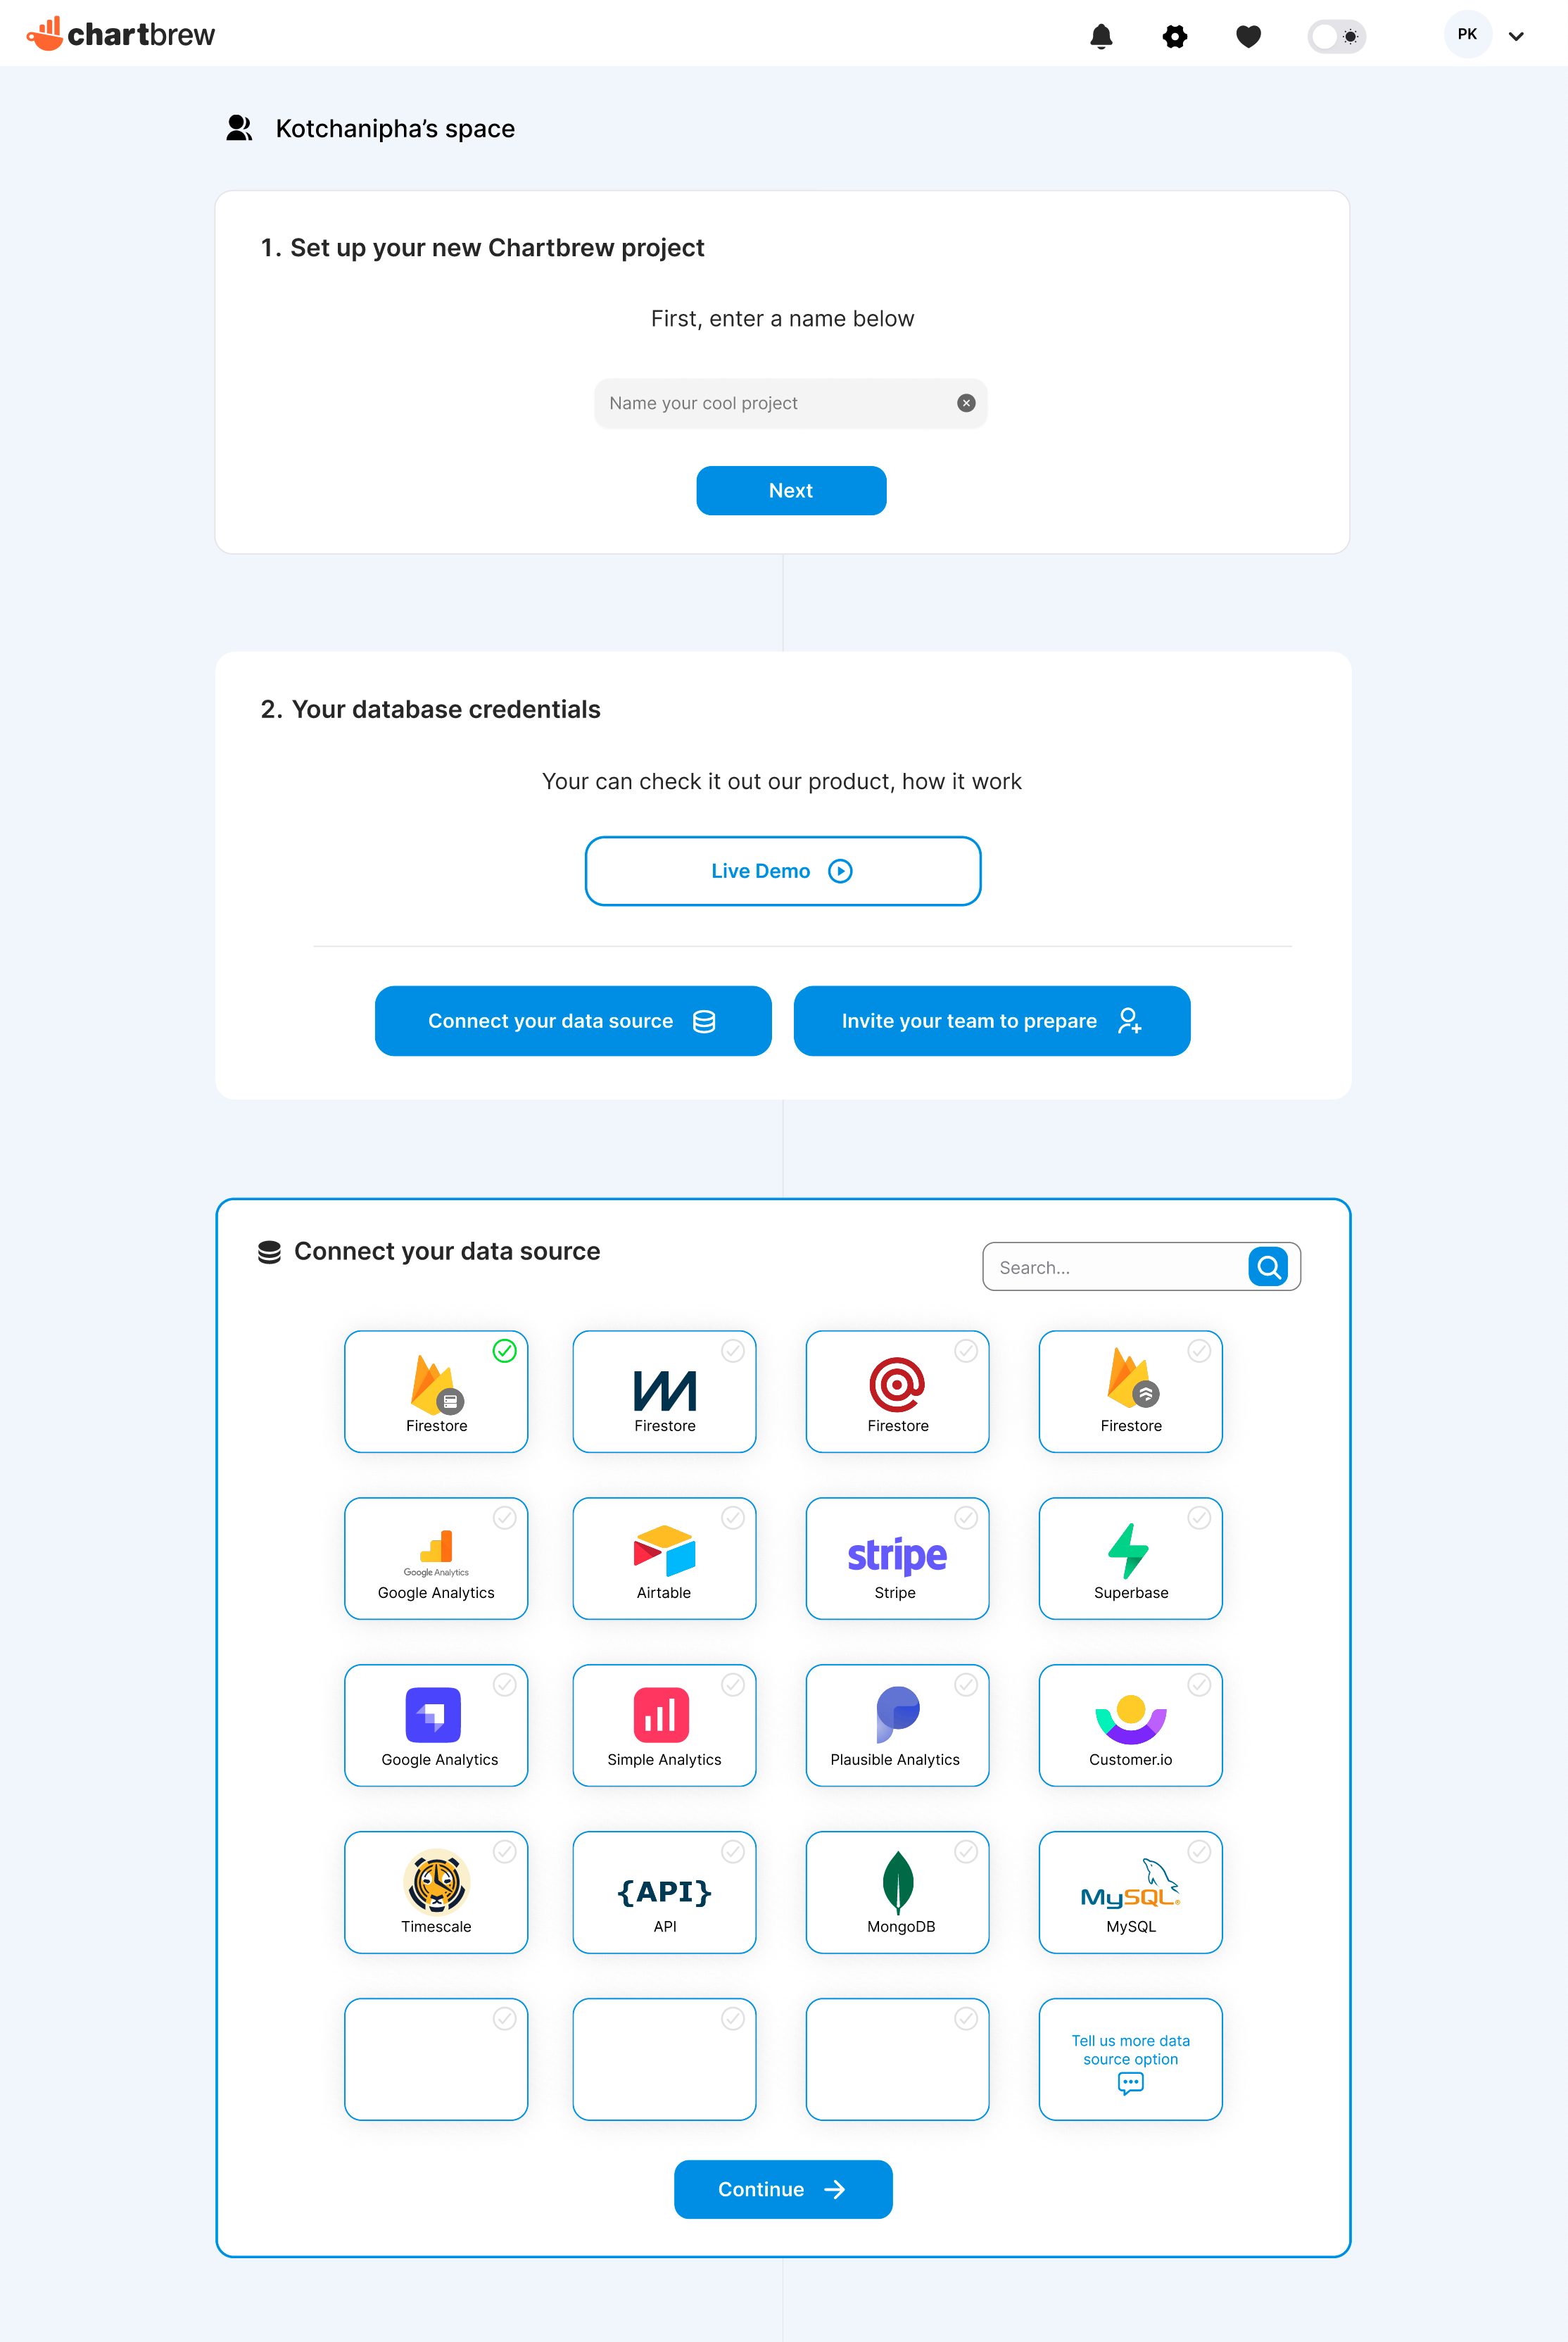 chartbrew
PK
Kotchanipha’s space
1. Set up your new Chartbrew project
First, enter a name below
Name your cool project
Next
2. Your database credentials
Your can check it out our product, how it work
Live Demo
Connect your data source
Invite your team to prepare
Connect your data source
Search...
Firestore
Firestore
Firestore
Firestore
Google Analytics
Google Analytics
Airtable
stripe
Stripe
Superbase
Google Analytics
Simple Analytics
Plausible Analytics
Customer.io
Timescale
{API}
API
MongoDB
MySQL®
MySQL
Tell us more data
source option
Continue